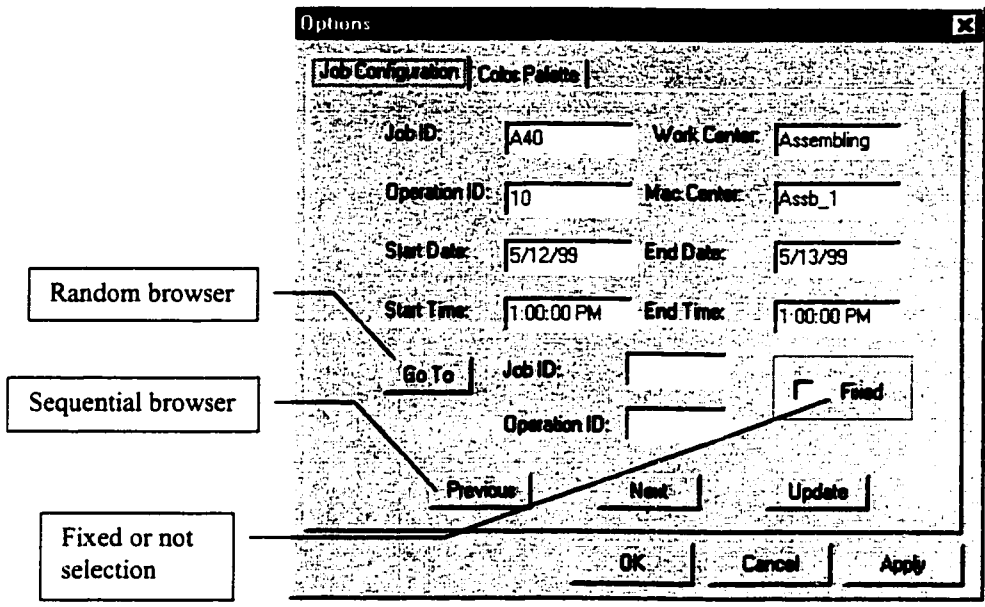 Options
Job Configuration Color Palette
Job ID: A40 Work Center: Assembling
Operation ID: 10 Mac Center: Assb_1
Start Date: 5/12/99 End Date: 5/13/99
Random browser
Start Time: 1:00:00 PM End Time: 1:00:00 PM
Go To Job ID: Fixed
Sequential browser
Operation ID:
Previous Next Update
Fixed or not
selection
OK Cancel Apply